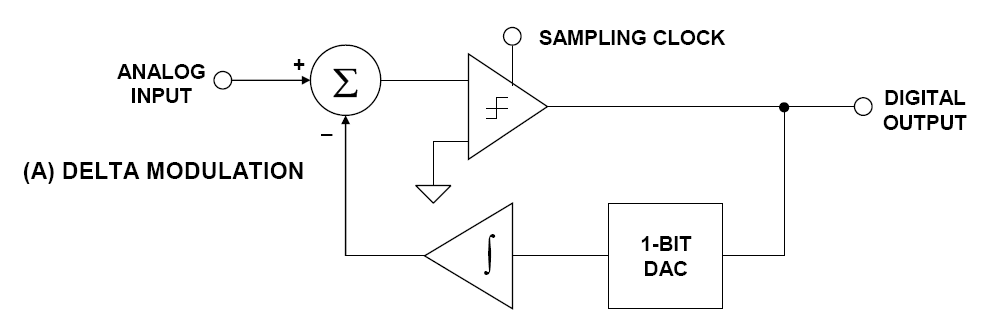 SAMPLING CLOCK
ANALOG
INPUT
+
Σ
DIGITAL
OUTPUT
−
(A) DELTA MODULATION
∫
1-BIT
DAC